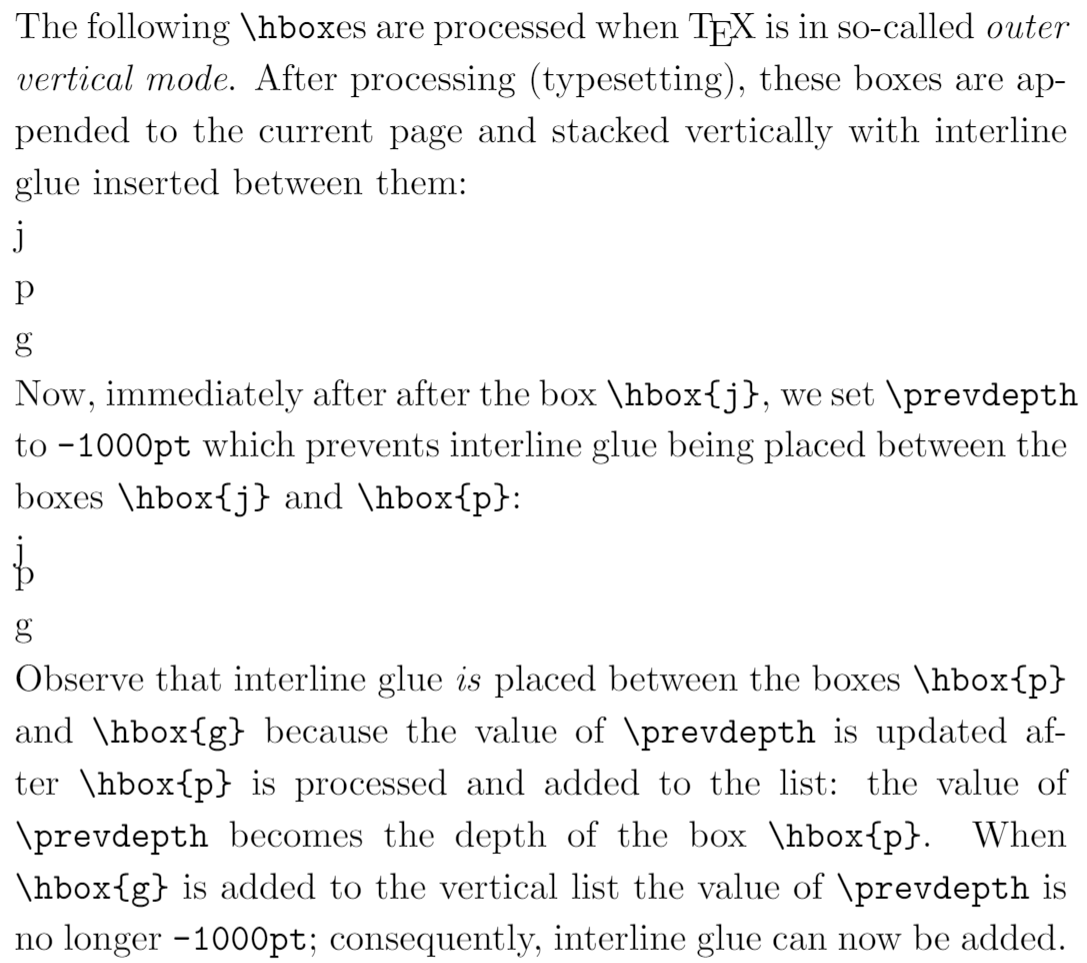 The following \hboxes are processed when TEX is in so-called outer
vertical mode. After processing (typesetting), these boxes are ap-
pended to the current page and stacked vertically with interline
glue inserted between them:
j
p
g
Now, immediately after after the box \hbox{j}, we set \prevdepth
to -1000pt which prevents interline glue being placed between the
boxes \hbox{j} and \hbox{p}:
j
p
g
Observe that interline glue is placed between the boxes \hbox{p}
and \hbox{g} because the value of \prevdepth is updated af-
ter \hbox{p} is processed and added to the list: the value of
\prevdepth becomes the depth of the box \hbox{p}. When
\hbox{g} is added to the vertical list the value of \prevdepth is
no longer -1000pt; consequently, interline glue can now be added.